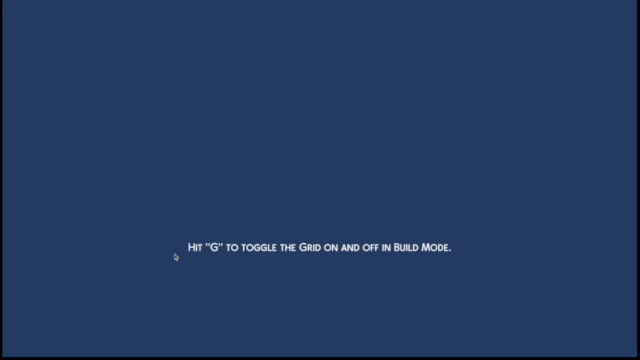 Hit "G" to toggle the Grid on and off in Build Mode.